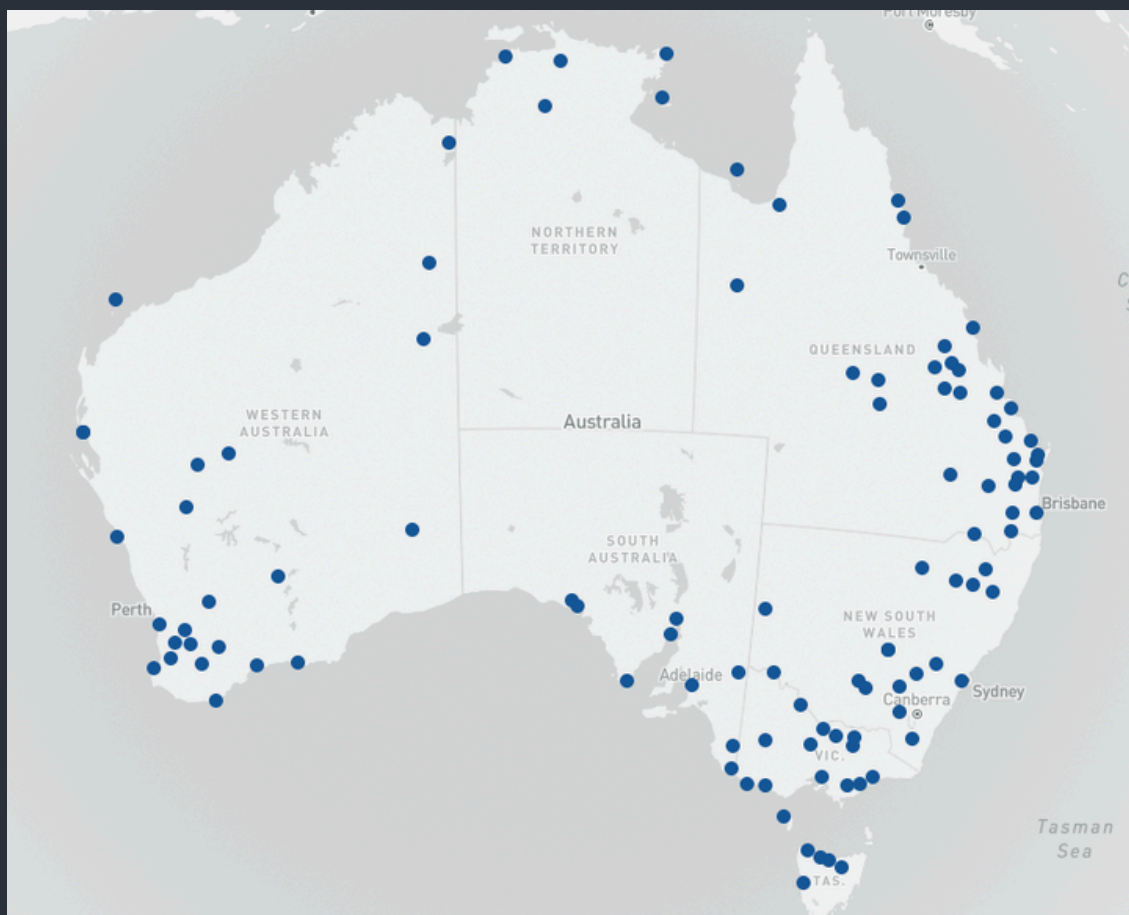 Port Moresby
NORTHERN
TERRITORY
Townsville
QUEENSLAND
WESTERN
AUSTRALIA
Australia
Brisbane
SOUTH
AUSTRALIA
Perth
NEW SOUTH
WALES
Adelaide
Sydney
Canberra
VIC.
Tasman
Sea
TAS.